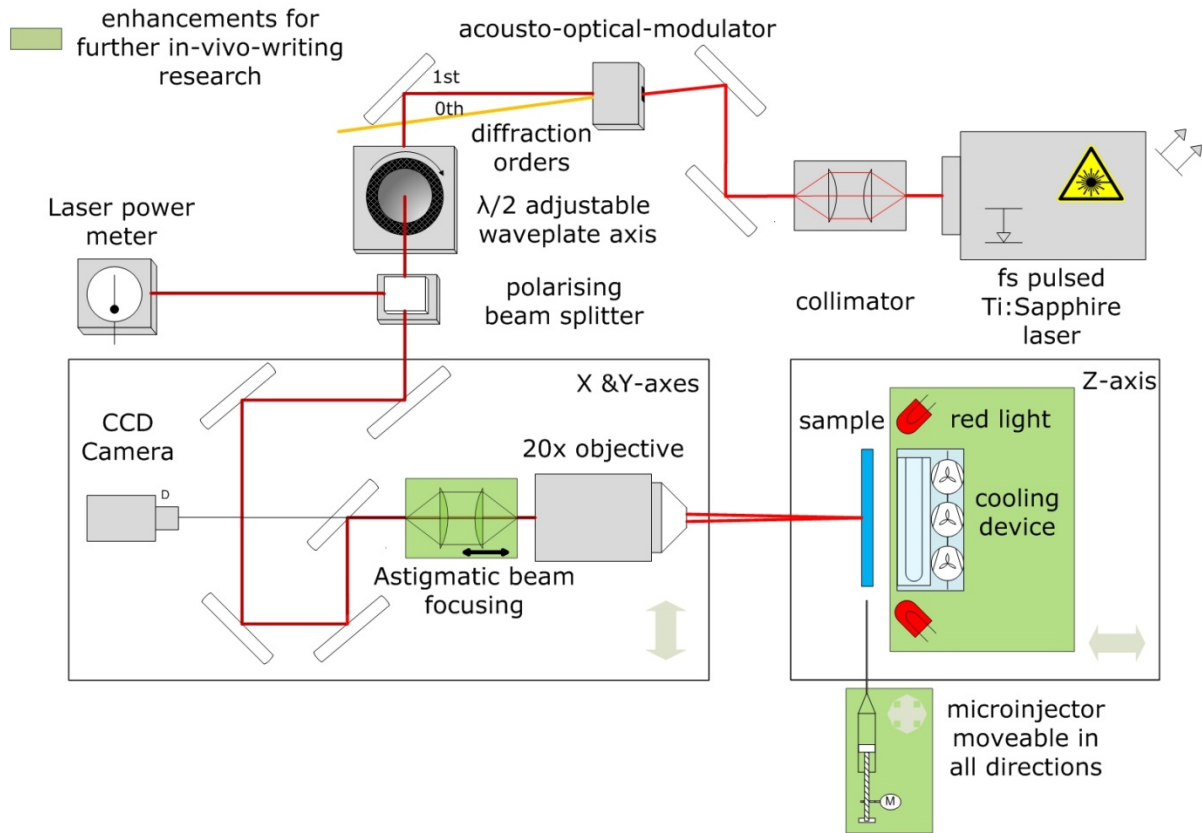 enhancements for
further in-vivo-writing
research
acousto-optical-modulator
1st
0th
diffraction
orders
λ/2 adjustable
waveplate axis
Laser power
meter
polarising
beam splitter
collimator
fs pulsed
Ti:Sapphire
laser
X &Y-axes
Z-axis
CCD
Camera
D
20x objective
sample
red light
cooling
device
Astigmatic beam
focusing
microinjector
moveable in
all directions
M